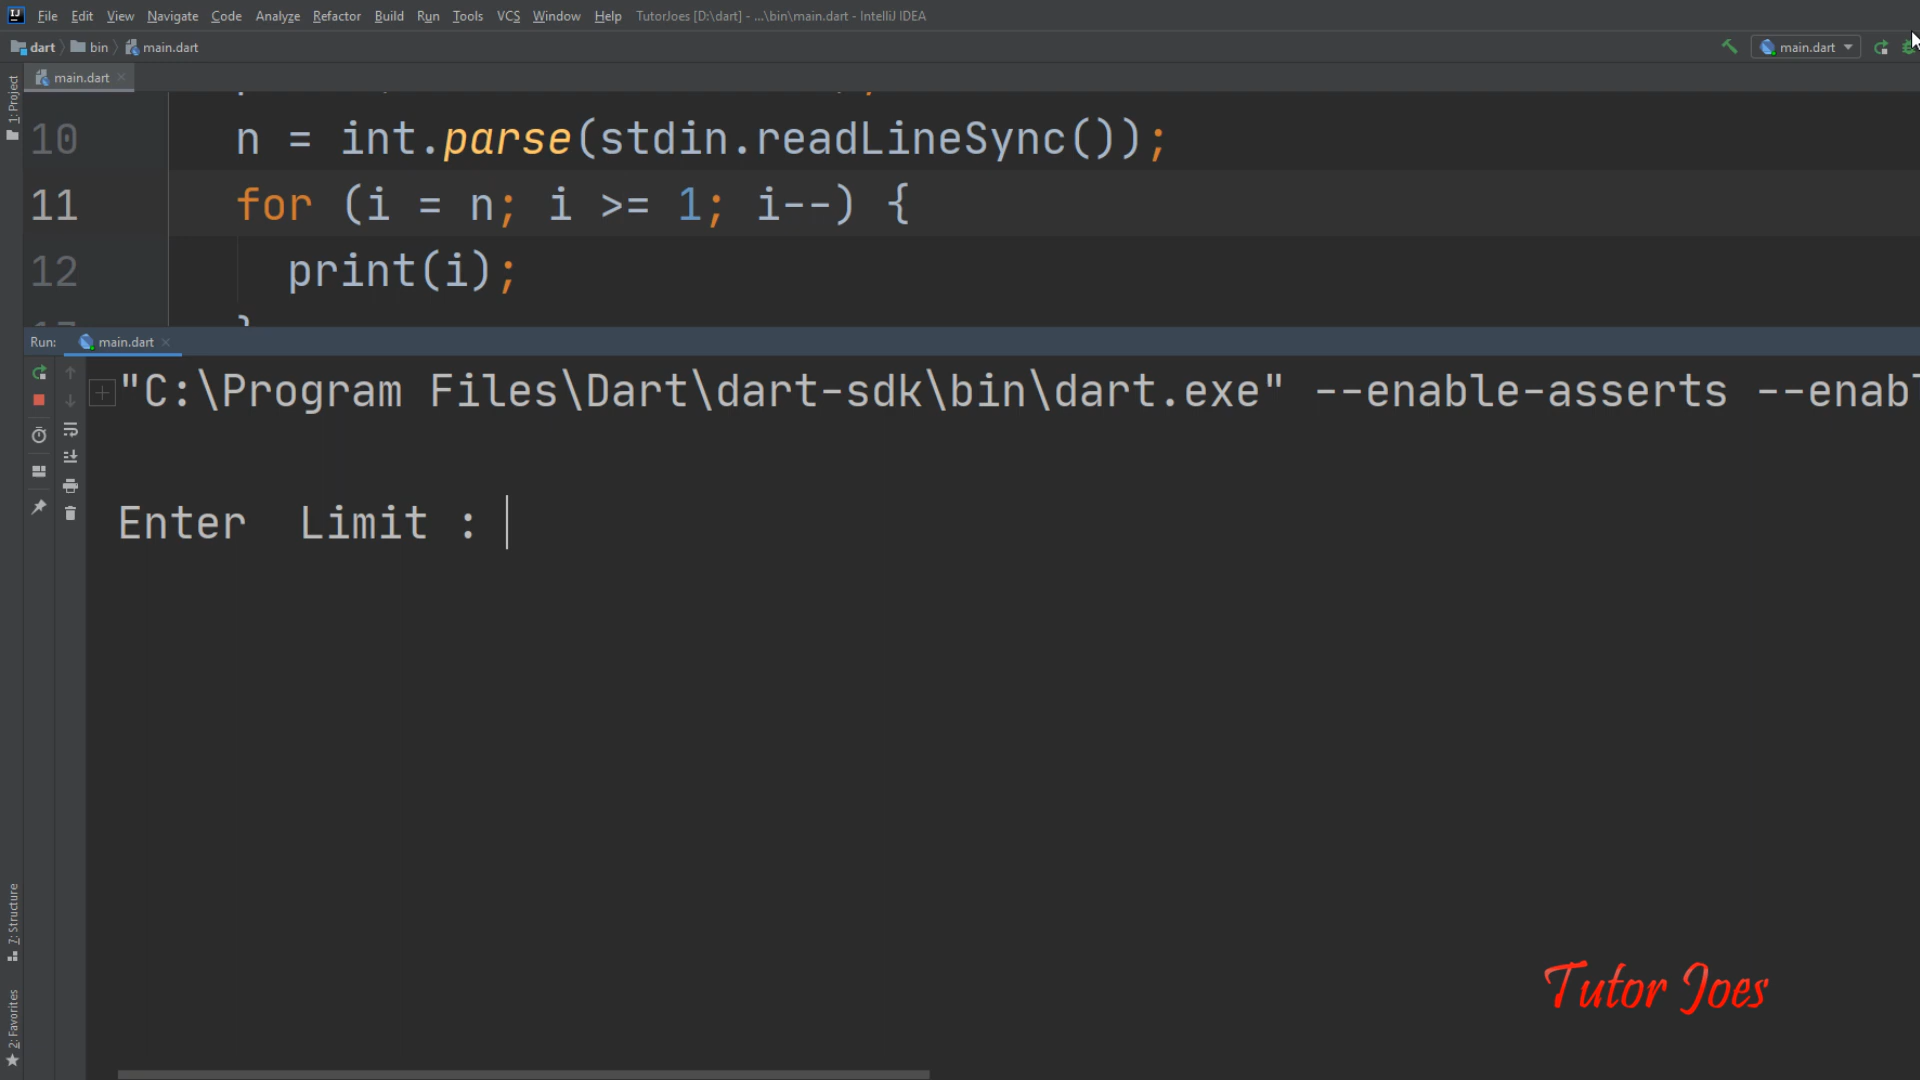 File Edit View Navigate Code Analyze Refactor Build Run Tools VCS Window Help TutorJoes [D:\dart] - ...\bin\main.dart - IntelliJ IDEA
dart bin main.dart
main.dart
main.dart
1: Project
10 n = int.parse(stdin.readLineSync());
11 for (i = n; i >= 1; i--) {
12 print(i);
Run: main.dart
"C:\Program Files\Dart\dart-sdk\bin\dart.exe" --enable-asserts --enabl
Enter  Limit :
7: Structure
2: Favorites
Tutor Joes